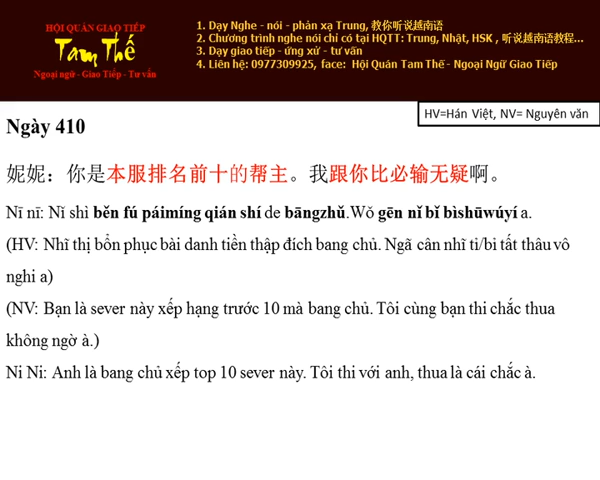 HỘI QUÁN GIAO TIẾP
Tam Thế
Ngoại ngữ - Giao Tiếp - Tư vấn
1. Dạy Nghe - nói - phản xạ Trung, 教你听说越南语
2. Chương trình nghe nói chỉ có tại HQTT: Trung, Nhật, HSK , 听说越南语教程...
3. Dạy giao tiếp - ứng xử - tư vấn
4. Liên hệ: 0977309925, face: Hội Quán Tam Thế - Ngoại Ngữ Giao Tiếp
HV=Hán Việt, NV= Nguyên văn
Ngày 410
妮妮：你是本服排名前十的帮主。我跟你比必输无疑啊。
Nī nī: Nǐ shì běn fú páimíng qián shí de bāngzhǔ.Wǒ gēn nǐ bǐ bìshūwúyí a.
(HV: Nhĩ thị bổn phục bài danh tiền thập đích bang chủ. Ngã cân nhĩ tỉ/bì tất thâu vô
nghi a)
(NV: Bạn là sever này xếp hạng trước 10 mà bang chủ. Tôi cùng bạn thi chắc thua
không ngờ à.)
Ni Ni: Anh là bang chủ xếp top 10 sever này. Tôi thi với anh, thua là cái chắc à.